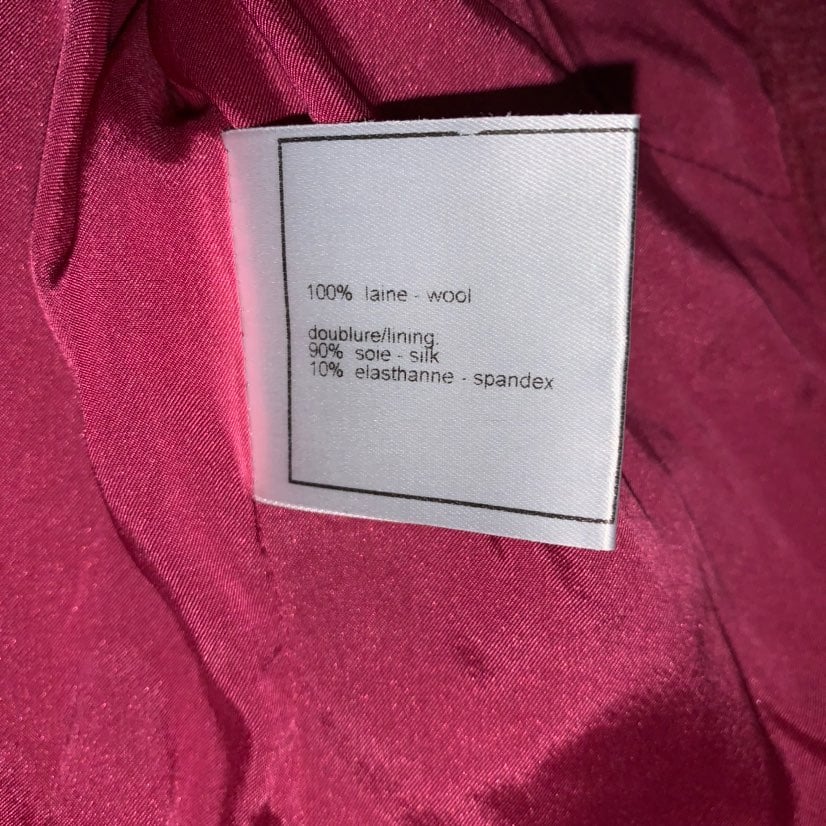 100% laine - wool
doublure/lining.
90% soie - silk
10% elasthanne - spandex